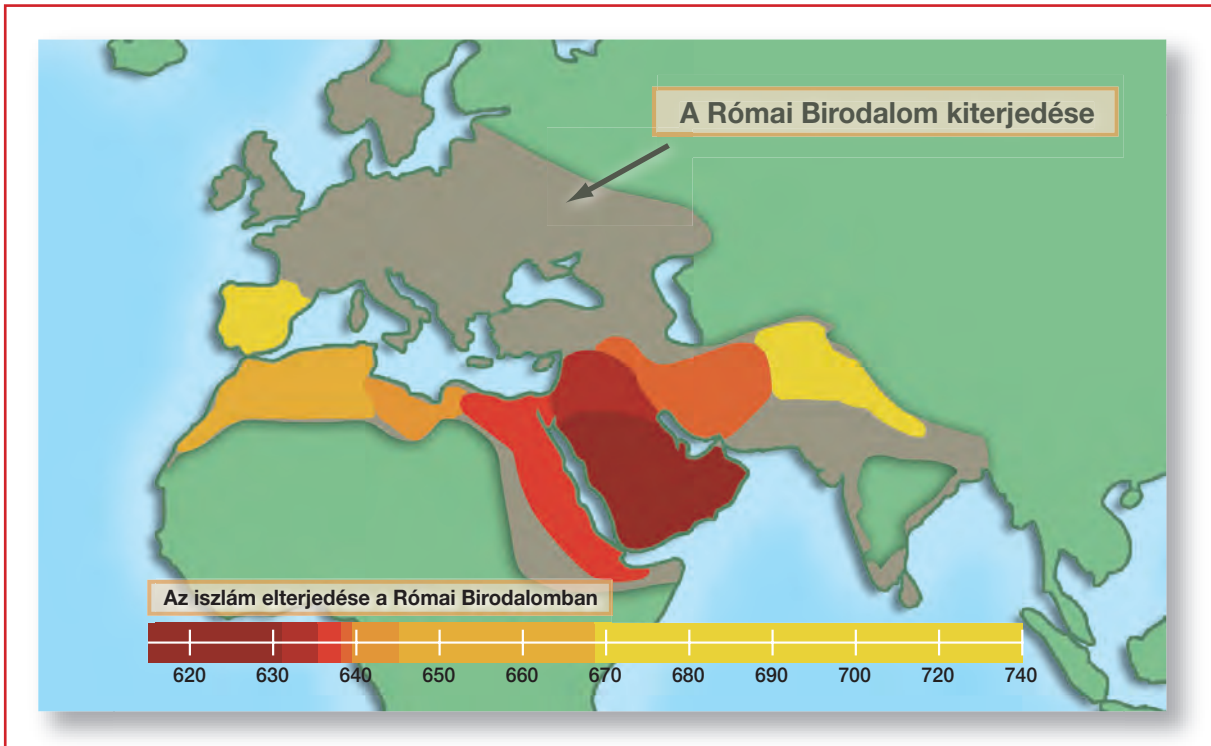 A Római Birodalom kiterjedése
Az iszlám elterjedése a Római Birodalomban
620 630 640 650 660 670 680 690 700 720 740